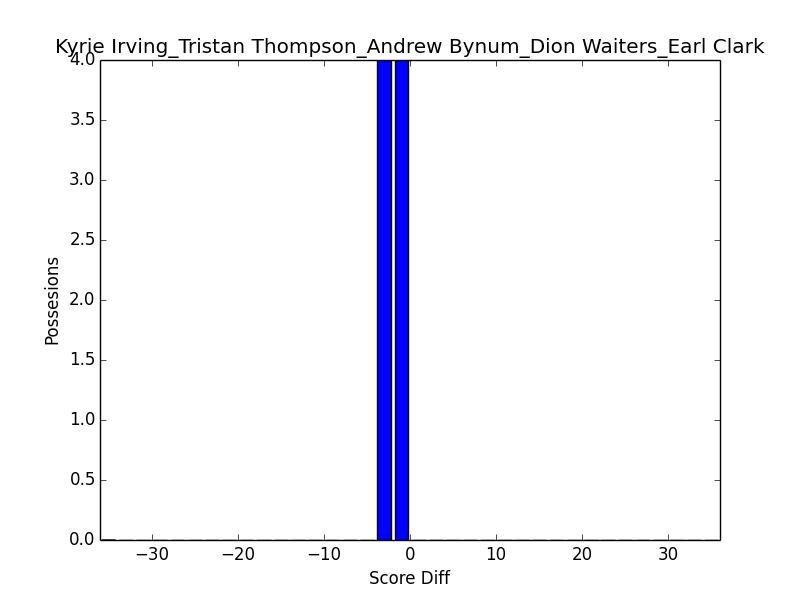 Kyrie Irving_Tristan Thompson_Andrew Bynum_Dion Waiters_Earl Clark
4.0
3.5
3.0
2.5
2.0
1.5
1.0
0.5
0.0
Possesions
−30 −20 −10 0 10 20 30
Score Diff